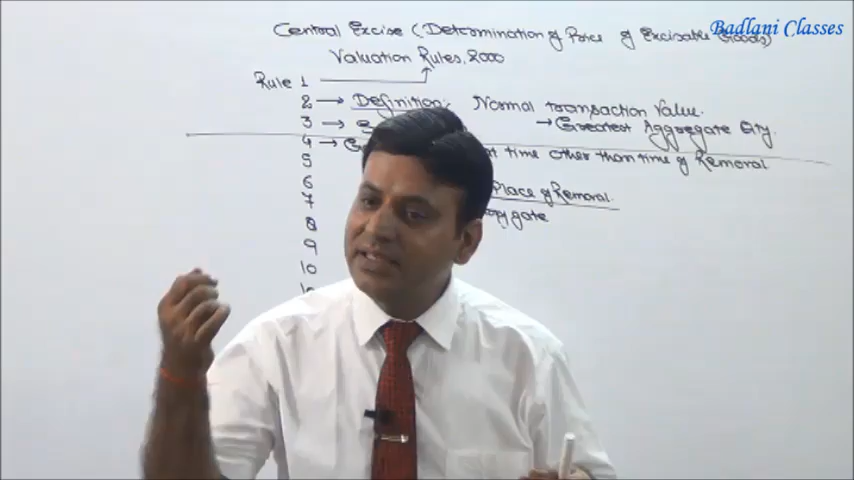 Central Excise (Determination of Price of Excisable Goods)
Badlani Classes
Valuation Rules, 2000
Rule 1
2 → Definition: Normal transaction Value.
3 → → Greatest Aggregate Qty.
4 → time other than time of Removal
5
6 Place of Removal
7 gate
8
9
10